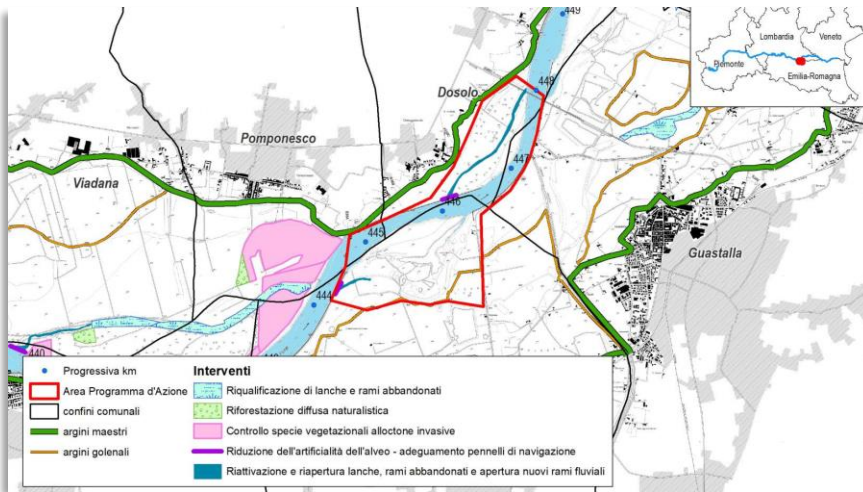 449
Lombardia
Veneto
Piemonte
Emilia-Romagna
448
Dosolo
Pomponesco
447
Viadana
446
445
Guastalla
444
440
Progressiva km
Area Programma d'Azione
confini comunali
argini maestri
argini golenali
Interventi
Riqualificazione di lanche e rami abbandonati
Riforestazione diffusa naturalistica
Controllo specie vegetazionali alloctone invasive
Riduzione dell'artificialità dell'alveo - adeguamento pennelli di navigazione
Riattivazione e riapertura lanche, rami abbandonati e apertura nuovi rami fluviali